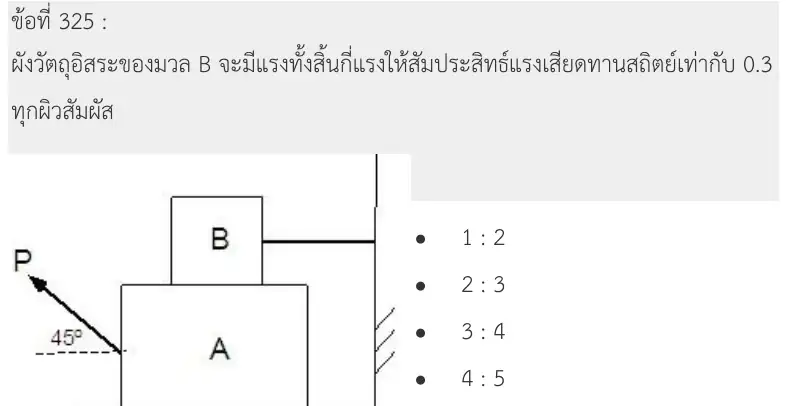 ข้อที่ 325 :
ผังวัตถุอิสระของมวล B จะมีแรงทั้งสิ้นกี่แรงให้สัมประสิทธ์แรงเสียดทานสถิตย์เท่ากับ 0.3
ทุกผิวสัมผัส
B
P
45º
A
• 1 : 2
• 2 : 3
• 3 : 4
• 4 : 5